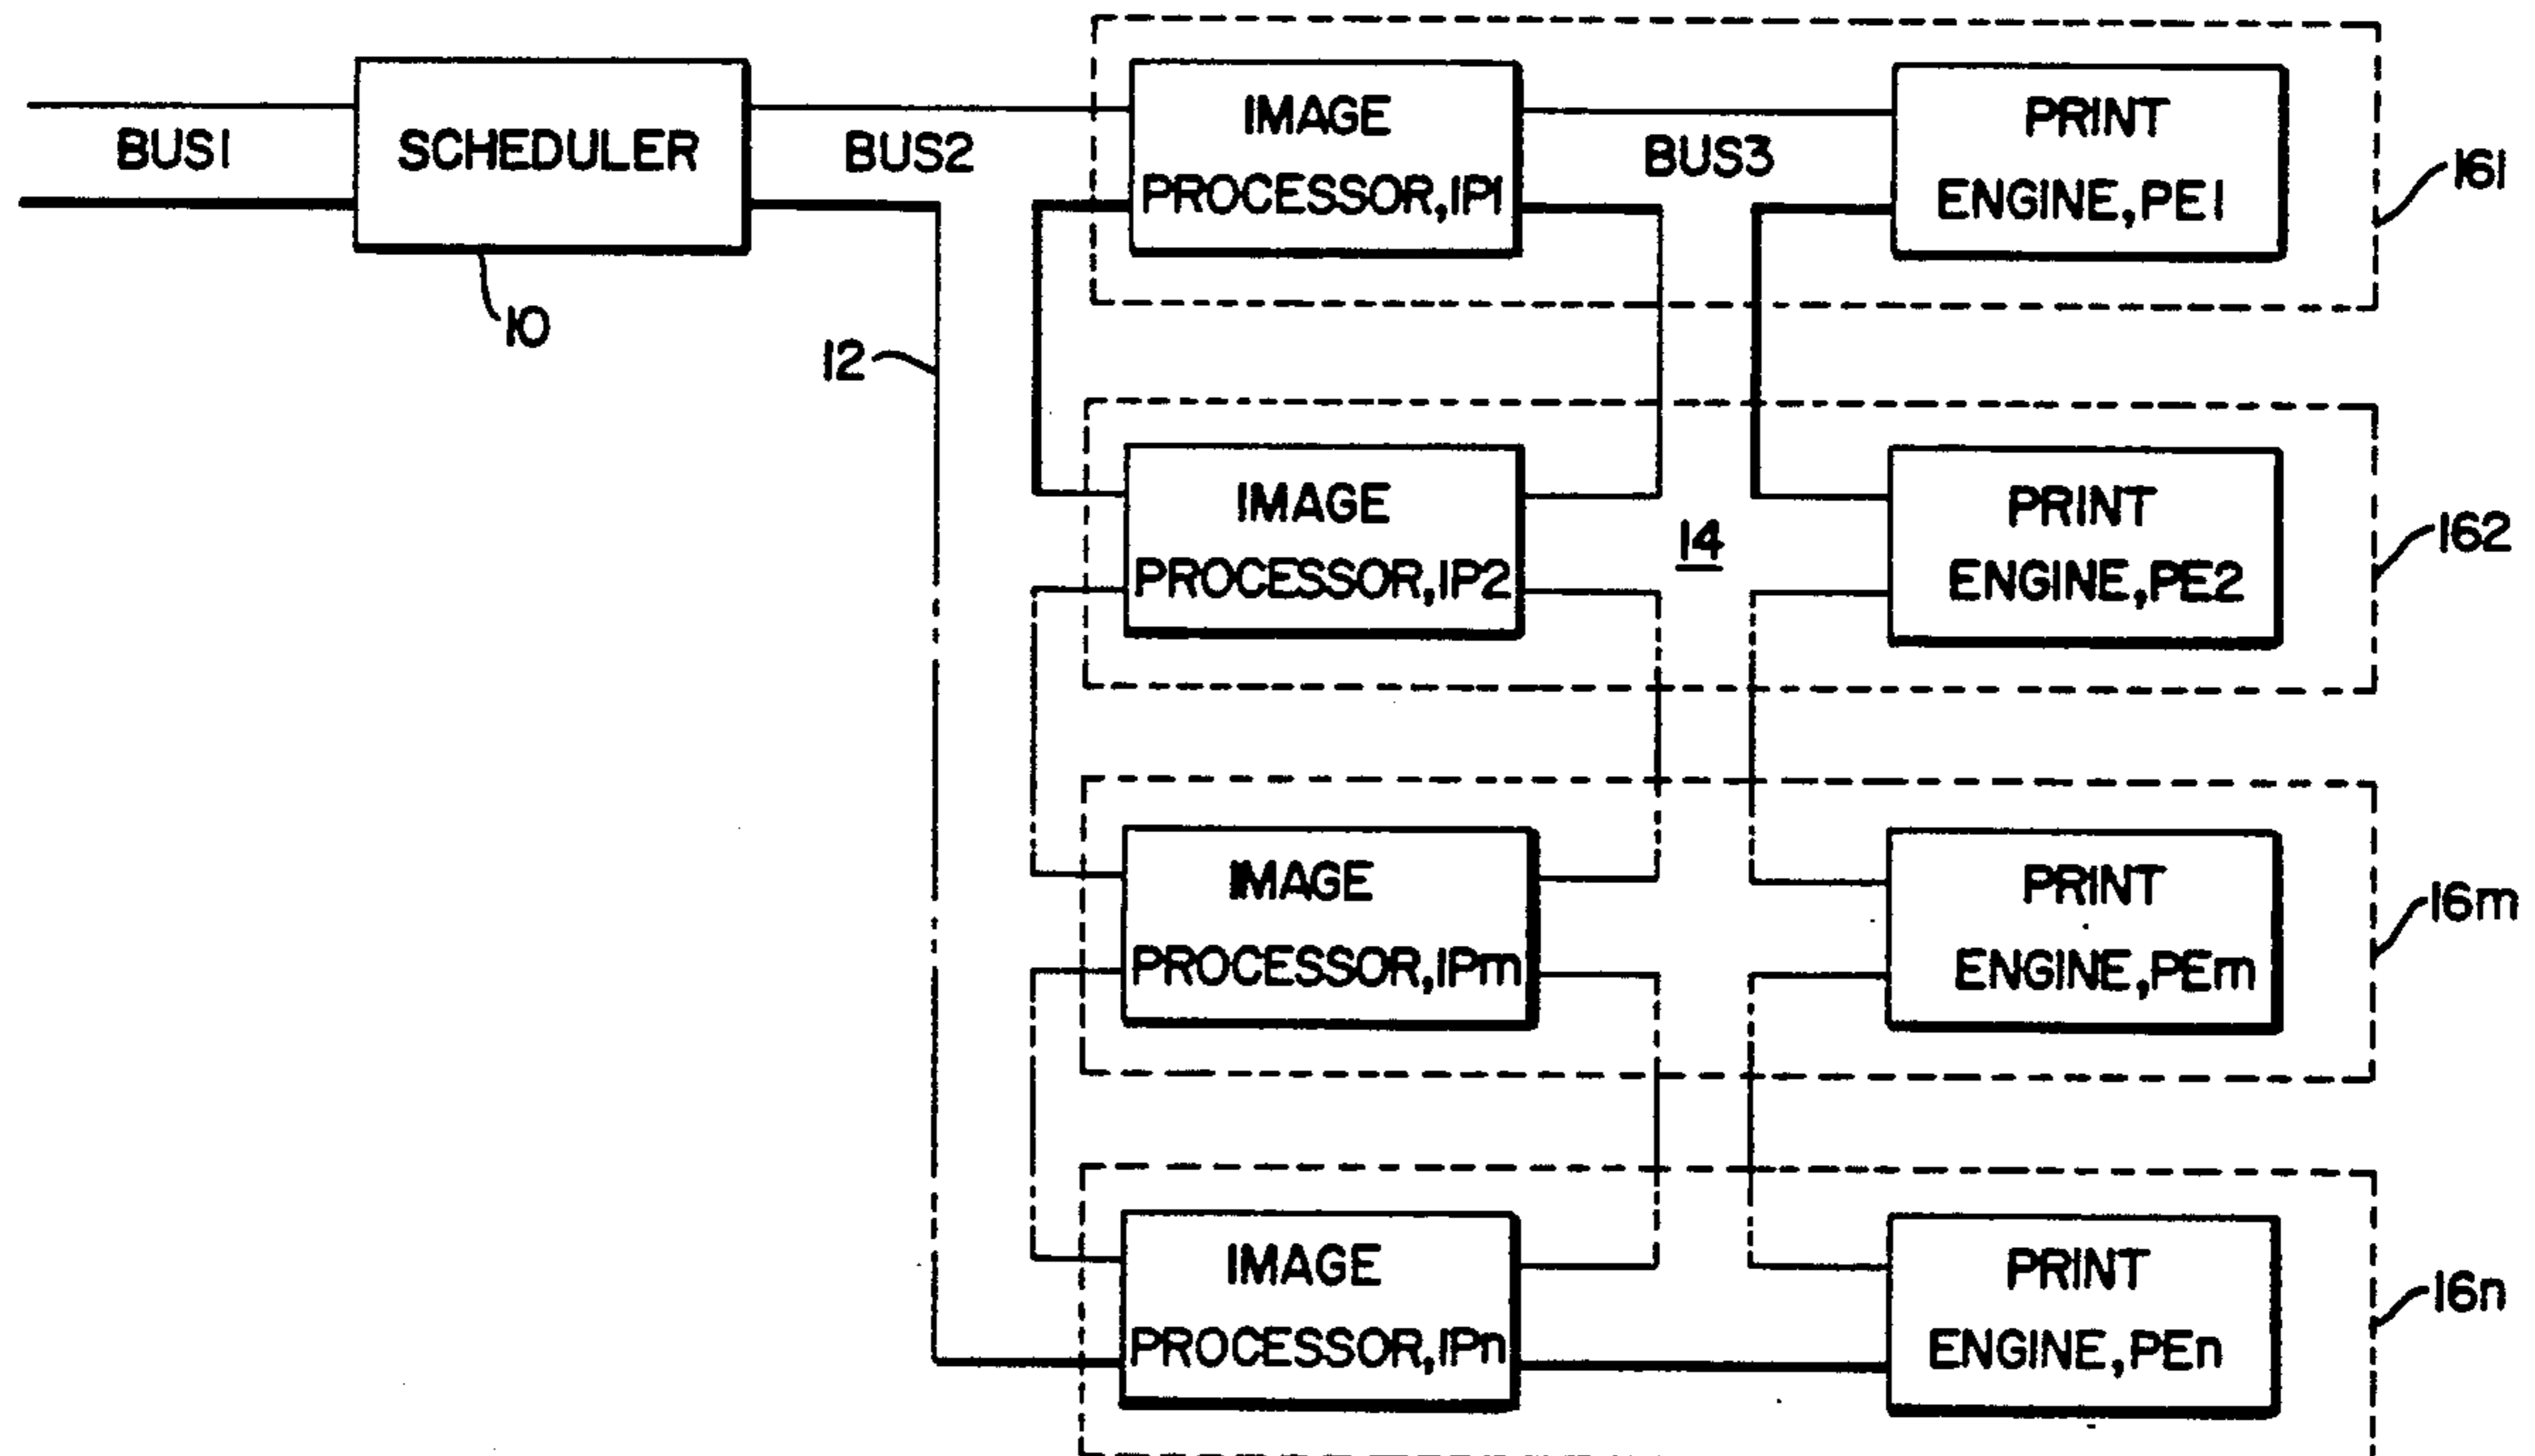 BUS1
SCHEDULER
BUS2
IMAGE
PROCESSOR,IP1
BUS3
PRINT
ENGINE,PE1
161
10
12
IMAGE
PROCESSOR,IP2
14
PRINT
ENGINE,PE2
162
IMAGE
PROCESSOR,IPm
PRINT
ENGINE,PEm
16m
IMAGE
PROCESSOR,IPn
PRINT
ENGINE,PEn
16n